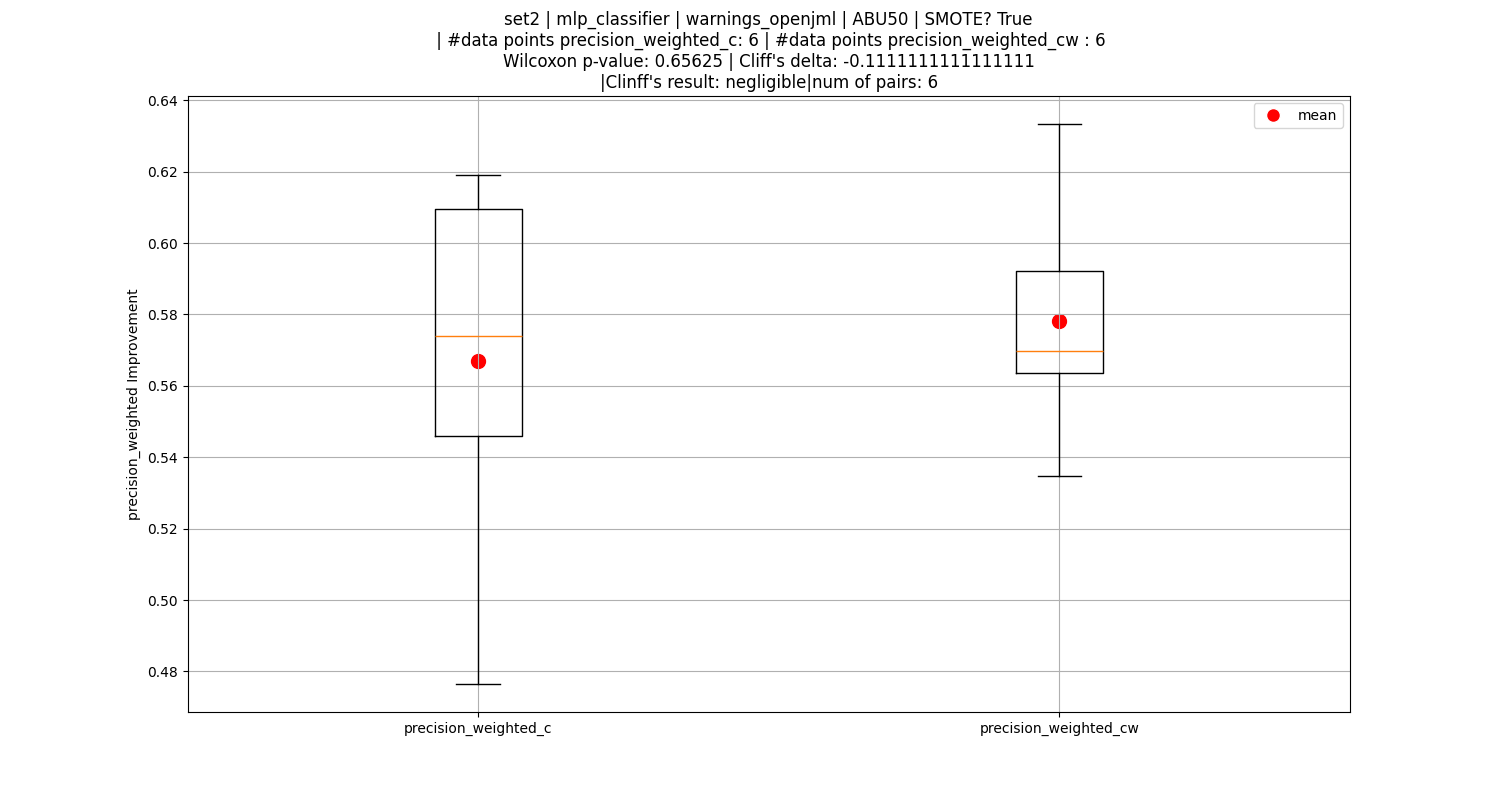 set2 | mlp_classifier | warnings_openjml | ABU50 | SMOTE? True
| #data points precision_weighted_c: 6 | #data points precision_weighted_cw : 6
Wilcoxon p-value: 0.65625 | Cliff's delta: -0.1111111111111111
|Clinff's result: negligible|num of pairs: 6
mean
0.64
0.62
0.60
0.58
0.56
0.54
0.52
0.50
0.48
precision_weighted Improvement
precision_weighted_c
precision_weighted_cw